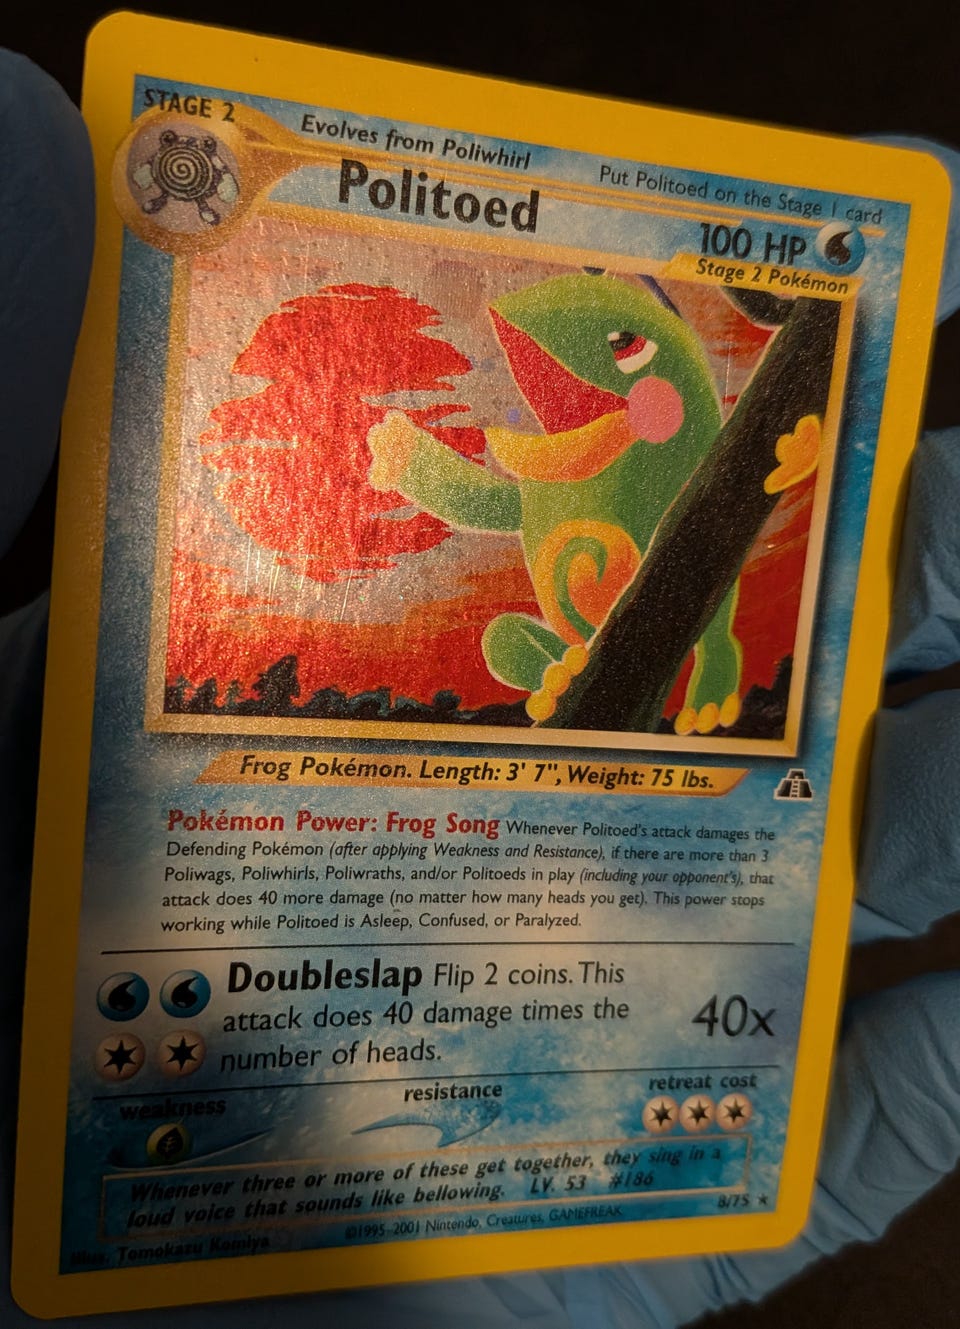 STAGE 2
Evolves from Poliwhirl
Put Politoed on the Stage 1 card
Politoed
100 HP
Stage 2 Pokémon
Frog Pokémon. Length: 3' 7", Weight: 75 lbs.
Pokémon Power: Frog Song Whenever Politoed's attack damages the
Defending Pokémon (after applying Weakness and Resistance), if there are more than 3
Poliwags, Poliwhirls, Poliwraths, and/or Politoeds in play (including your opponent's), that
attack does 40 more damage (no matter how many heads you get). This power stops
working while Politoed is Asleep, Confused, or Paralyzed.
Doubleslap Flip 2 coins. This
attack does 40 damage times the
number of heads.
40x
weakness
resistance
retreat cost
Whenever three or more of these get together, they sing in a
loud voice that sounds like bellowing. LV. 53 #186
8/75
Illus. Tomokazu Komiya
©1995-2001 Nintendo, Creatures, GAMEFREAK